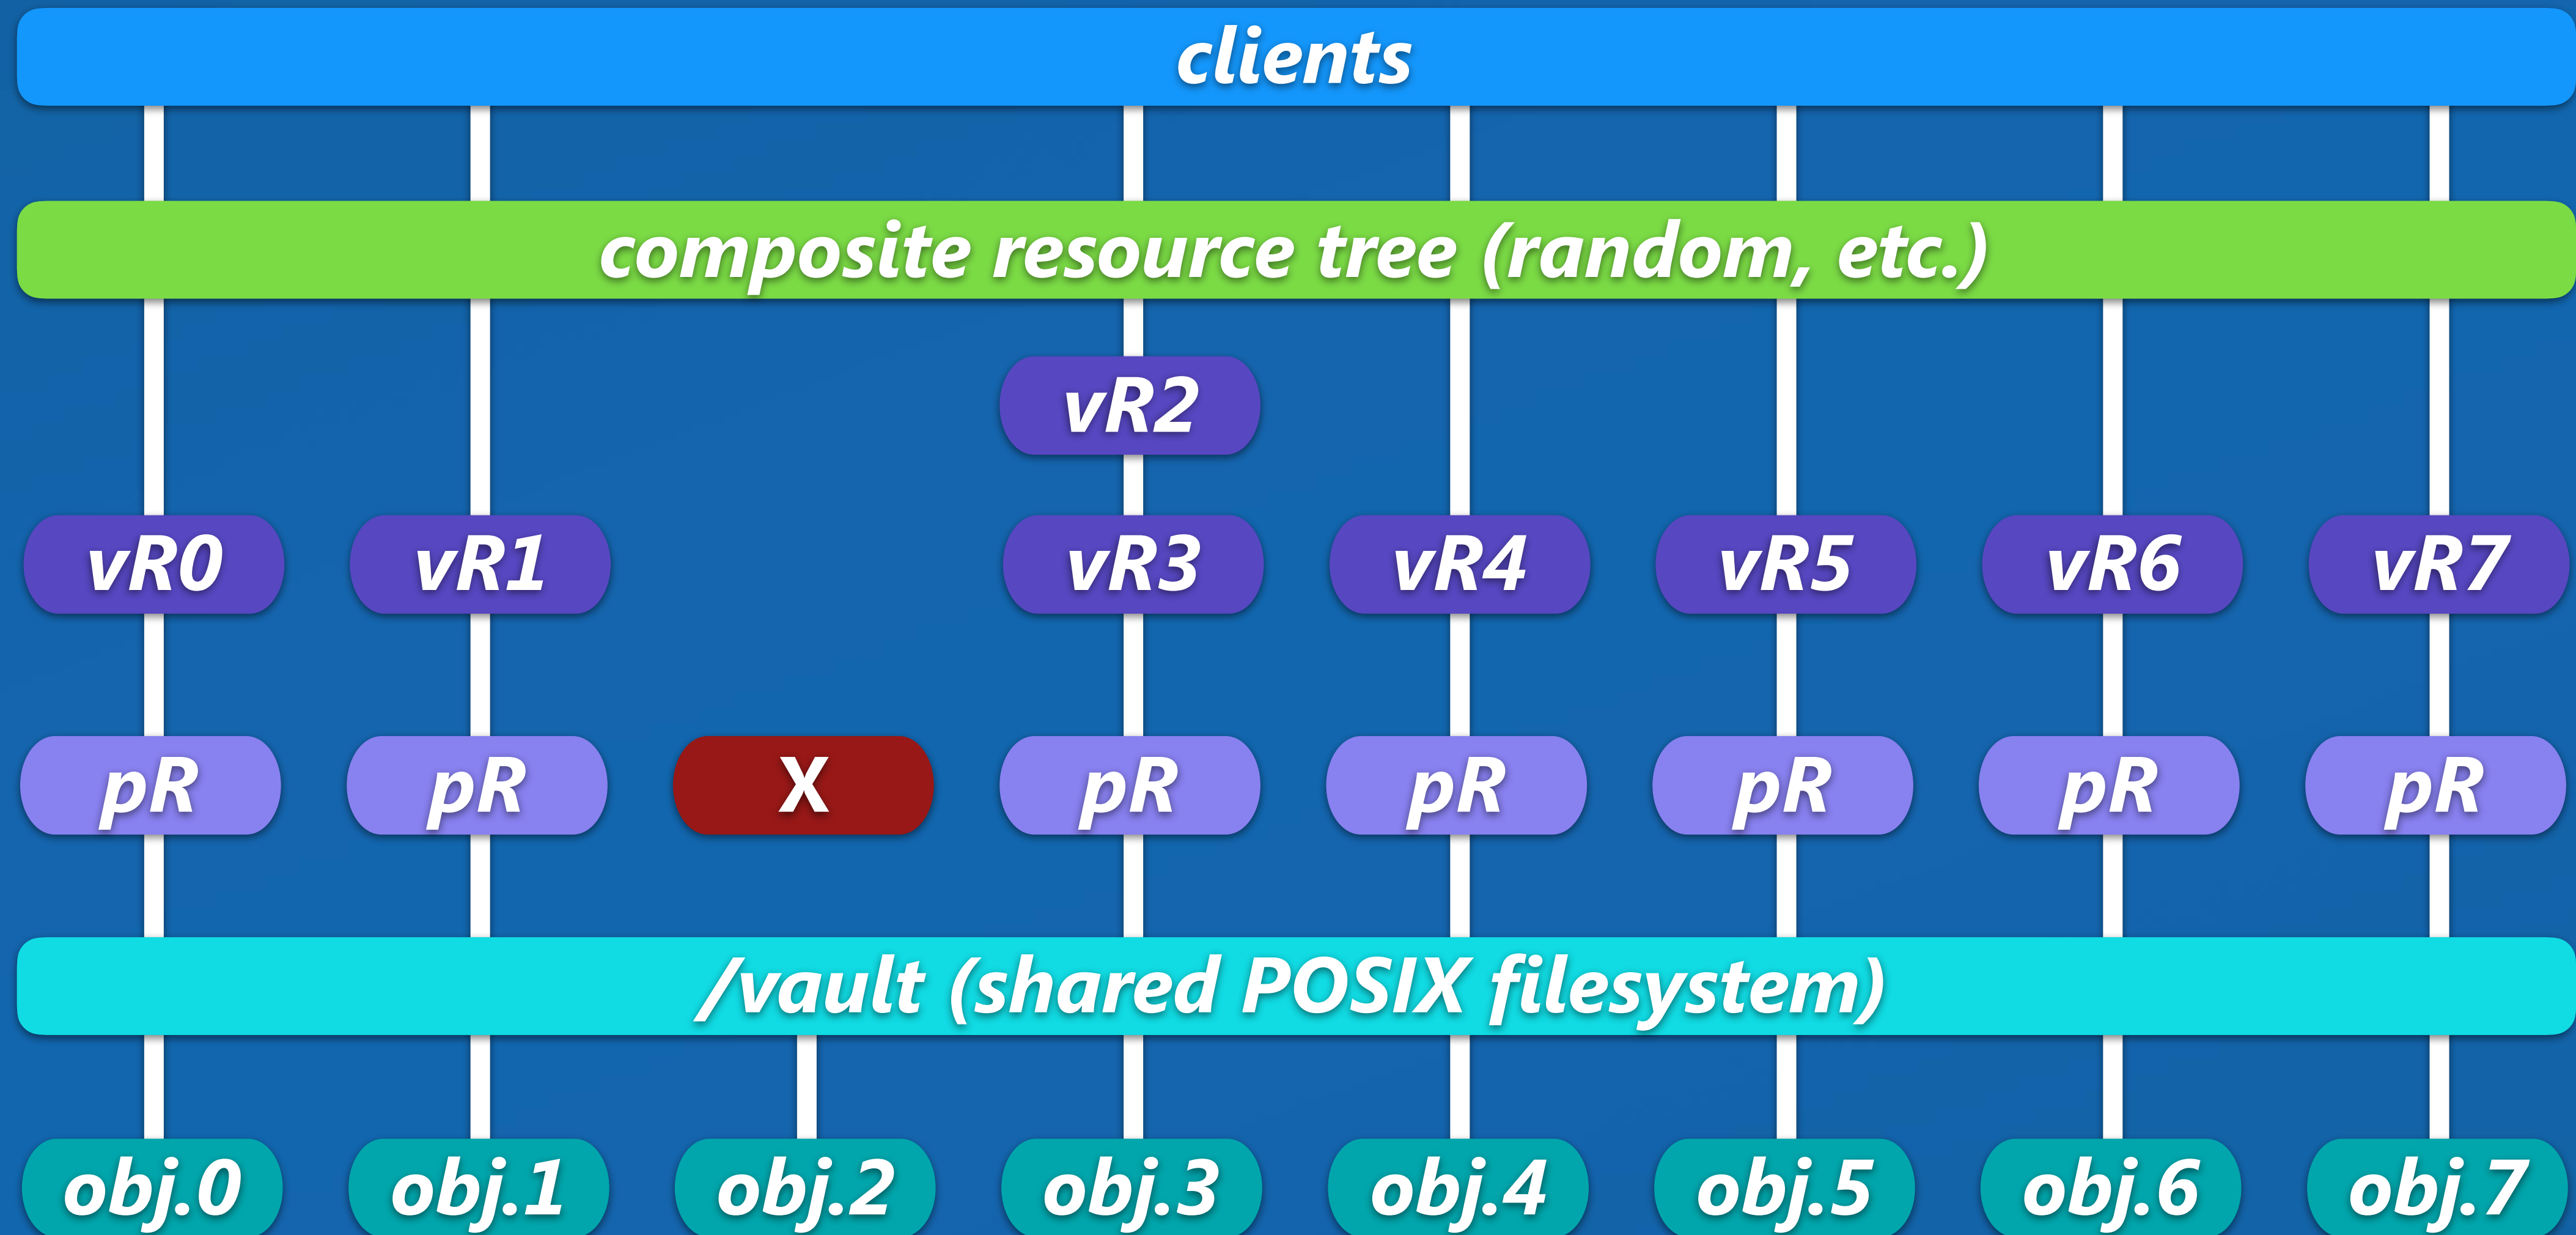 clients
composite resource tree (random, etc.)
vR2
vR0 vR1 vR3 vR4 vR5 vR6 vR7
pR pR X pR pR pR pR pR
/vault (shared POSIX filesystem)
obj.0 obj.1 obj.2 obj.3 obj.4 obj.5 obj.6 obj.7